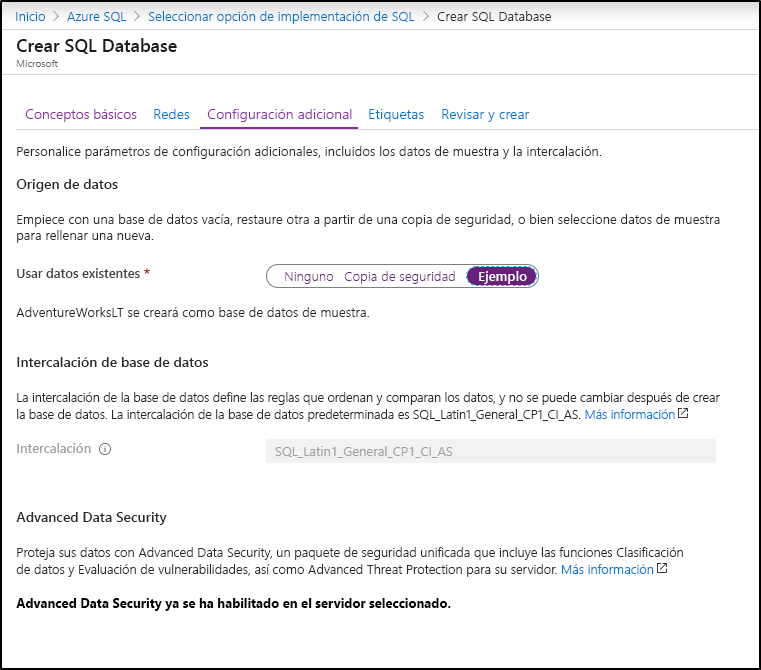 Inicio > Azure SQL > Seleccionar opción de implementación de SQL > Crear SQL Database
Crear SQL Database
Microsoft
Conceptos básicos Redes Configuración adicional Etiquetas Revisar y crear
Personalice parámetros de configuración adicionales, incluidos los datos de muestra y la intercalación.
Origen de datos
Empiece con una base de datos vacía, restaure otra a partir de una copia de seguridad, o bien seleccione datos de muestra
para rellenar una nueva.
Usar datos existentes * Ninguno Copia de seguridad Ejemplo
AdventureWorksLT se creará como base de datos de muestra.
Intercalación de base de datos
La intercalación de la base de datos define las reglas que ordenan y comparan los datos, y no se puede cambiar después de crear
la base de datos. La intercalación de la base de datos predeterminada es SQL_Latin1_General_CP1_CI_AS. Más información
Intercalación SQL_Latin1_General_CP1_CI_AS
Advanced Data Security
Proteja sus datos con Advanced Data Security, un paquete de seguridad unificada que incluye las funciones Clasificación
de datos y Evaluación de vulnerabilidades, así como Advanced Threat Protection para su servidor. Más información
Advanced Data Security ya se ha habilitado en el servidor seleccionado.